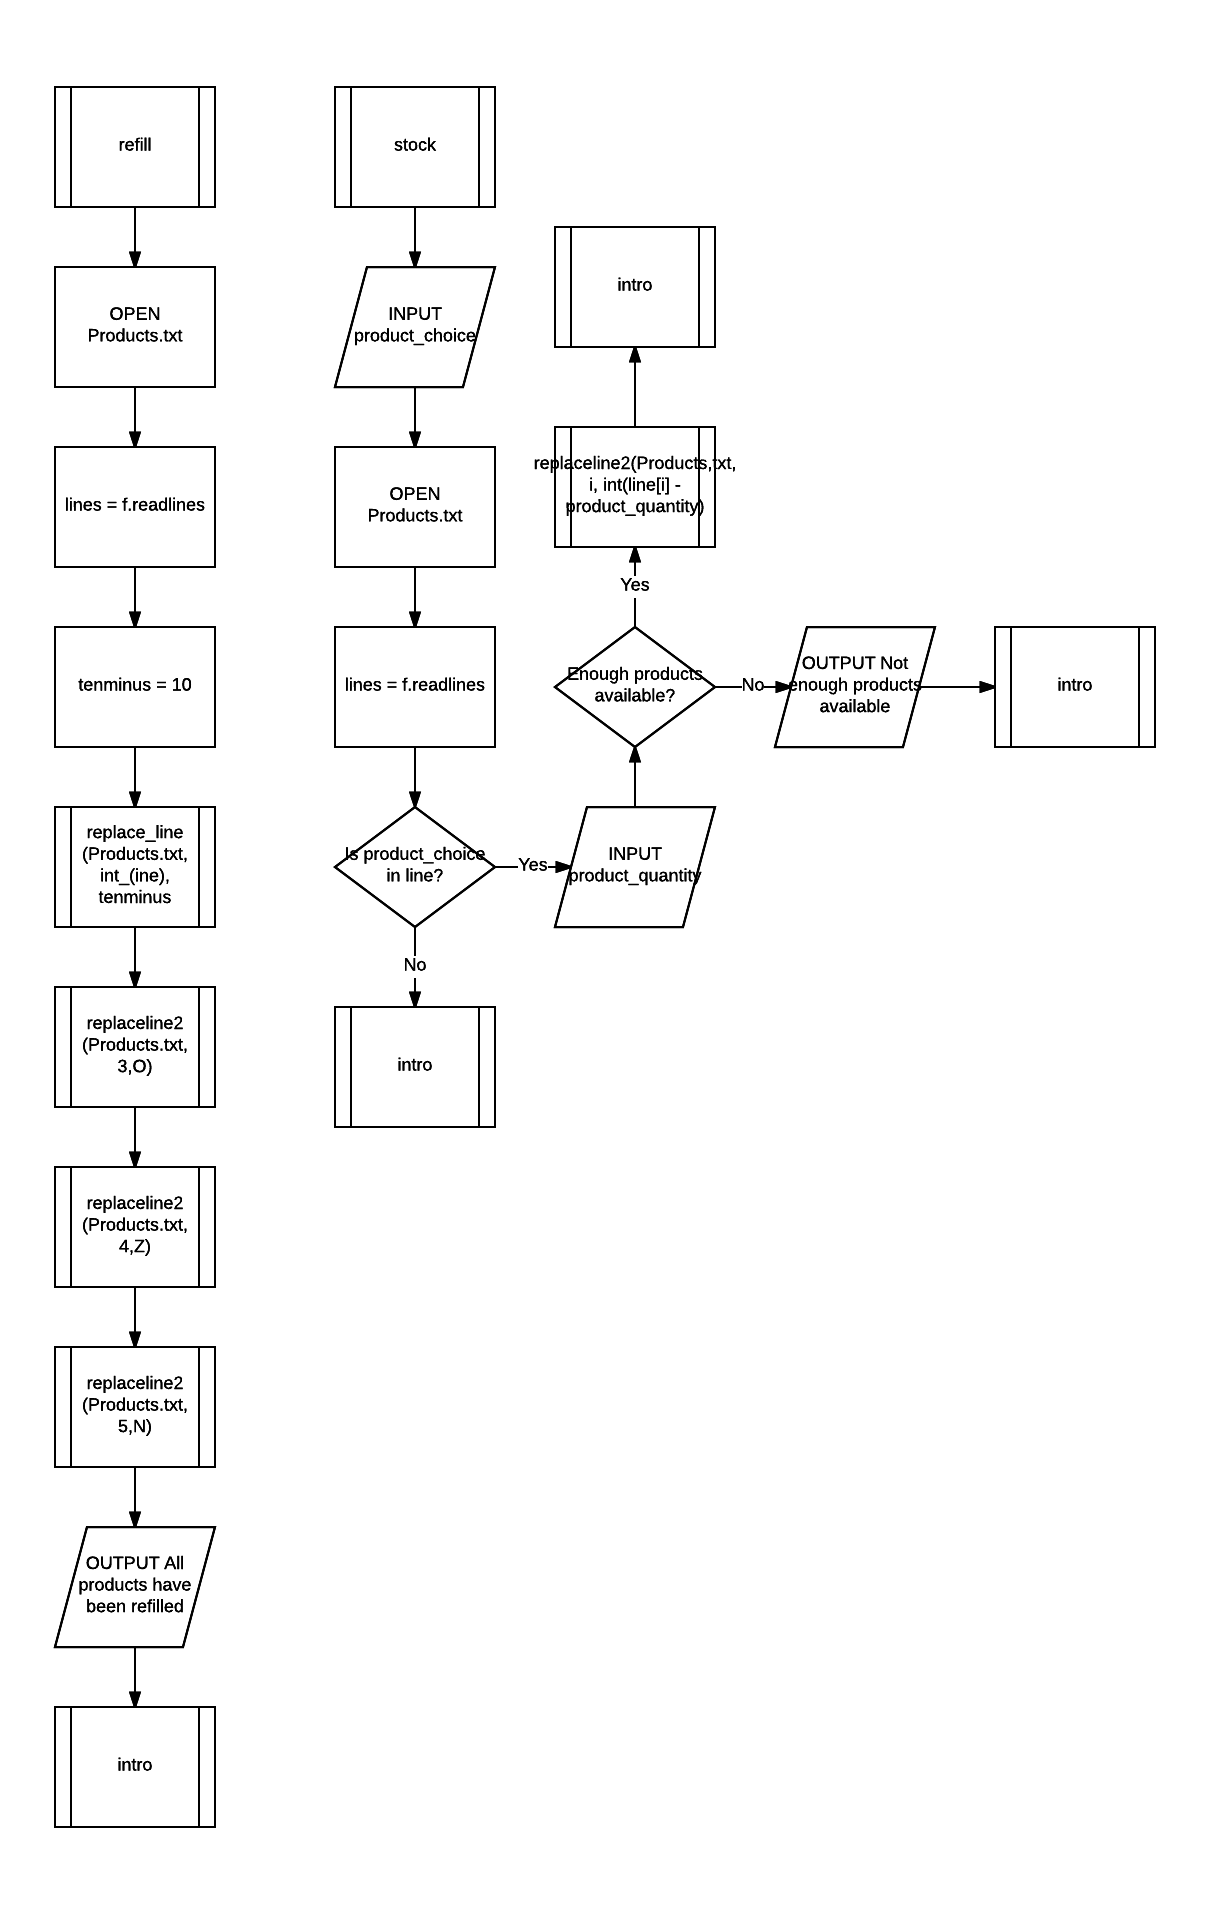 refill
OPEN
Products.txt
lines = f.readlines
tenminus = 10
replace_line
(Products.txt,
int_(ine),
tenminus
replaceline2
(Products.txt,
3,O)
replaceline2
(Products.txt,
4,Z)
replaceline2
(Products.txt,
5,N)
OUTPUT All
products have
been refilled
intro
stock
INPUT
product_choice
OPEN
Products.txt
lines = f.readlines
Is product_choice
in line?
No
intro
Yes
INPUT
product_quantity
Enough products
available?
Yes
replaceline2(Products,txt,
i, int(line[i] -
product_quantity)
intro
No
OUTPUT Not
enough products
available
intro